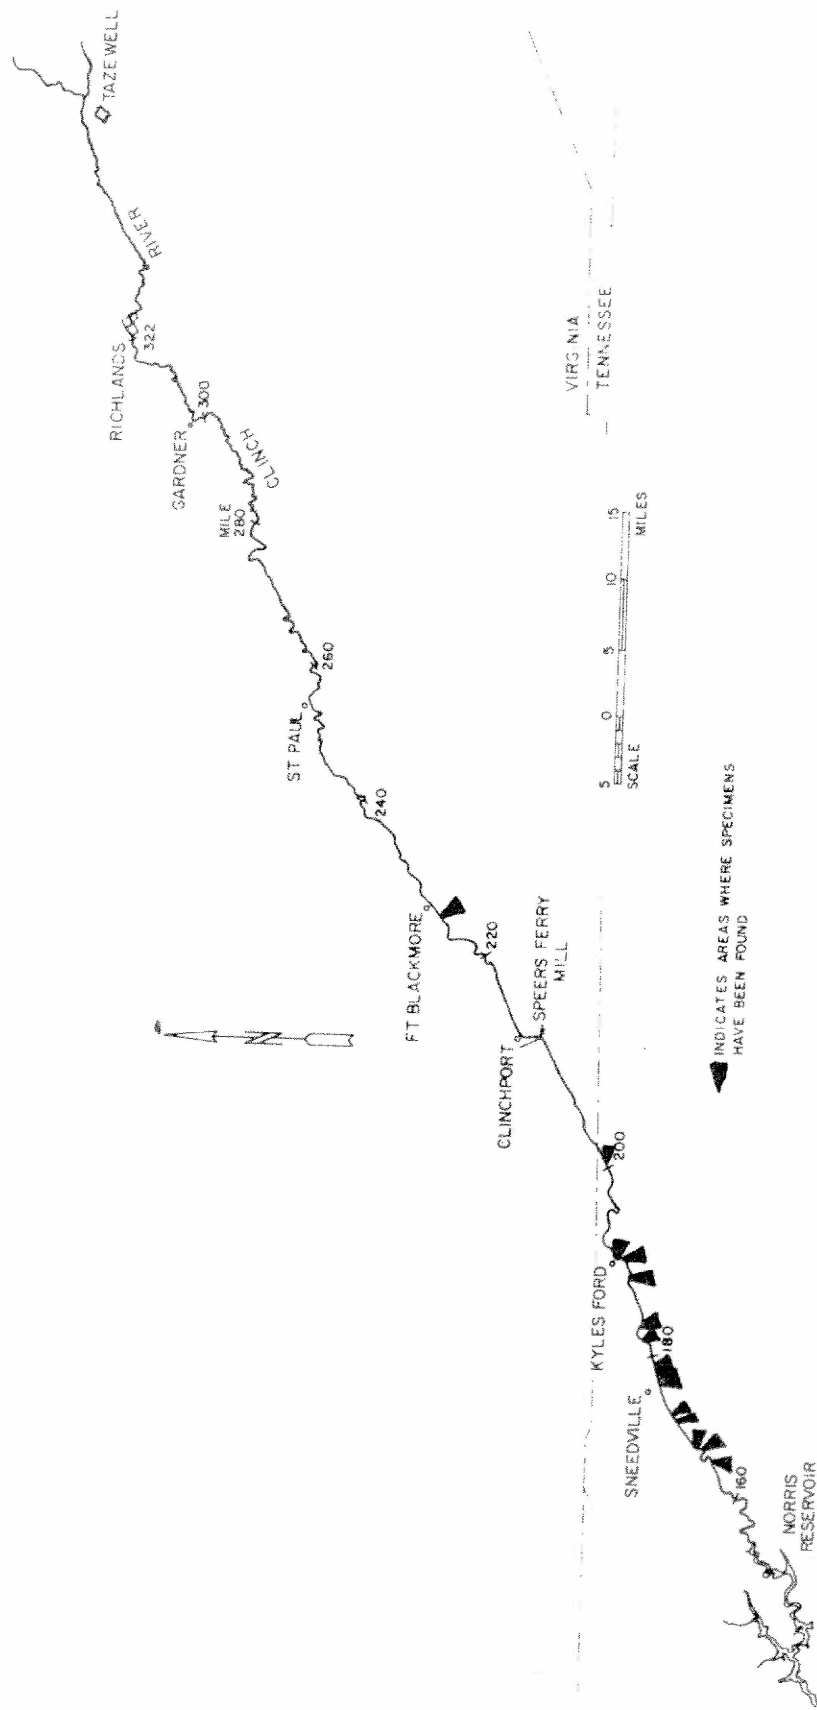 TAZEWELL
RIVER
RICHLANDS
322
300
GARDNER
CLINCH
MILE
280
260
ST PAUL
240
FT BLACKMORE
220
SPEERS FERRY
MILL
CLINCHPORT
N
200
KYLES FORD
180
SNEEDVILLE
160
NORRIS
RESERVOIR
VIRGINIA
TENNESSEE
5 0 5 10 15
SCALE MILES
INDICATES AREAS WHERE SPECIMENS
HAVE BEEN FOUND